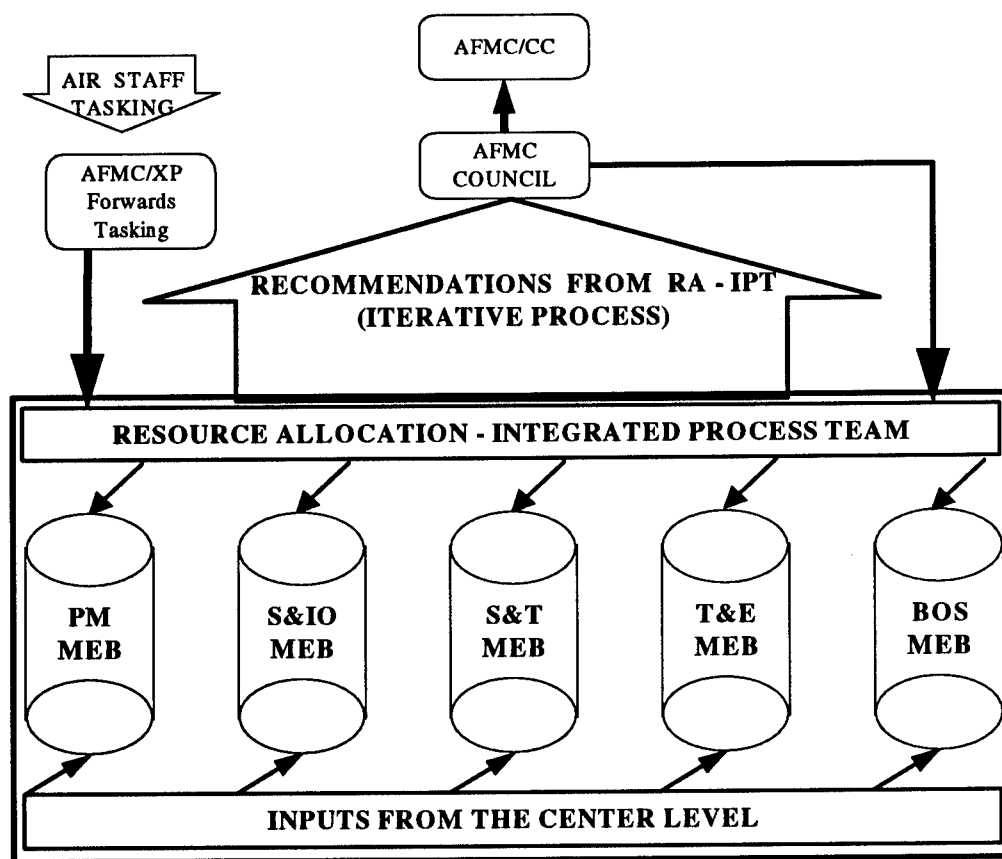 AFMC/CC
AIR STAFF
TASKING
AFMC
COUNCIL
AFMC/XP
Forwards
Tasking
RECOMMENDATIONS FROM RA - IPT
(ITERATIVE PROCESS)
RESOURCE ALLOCATION - INTEGRATED PROCESS TEAM
PM
MEB
S&IO
MEB
S&T
MEB
T&E
MEB
BOS
MEB
INPUTS FROM THE CENTER LEVEL